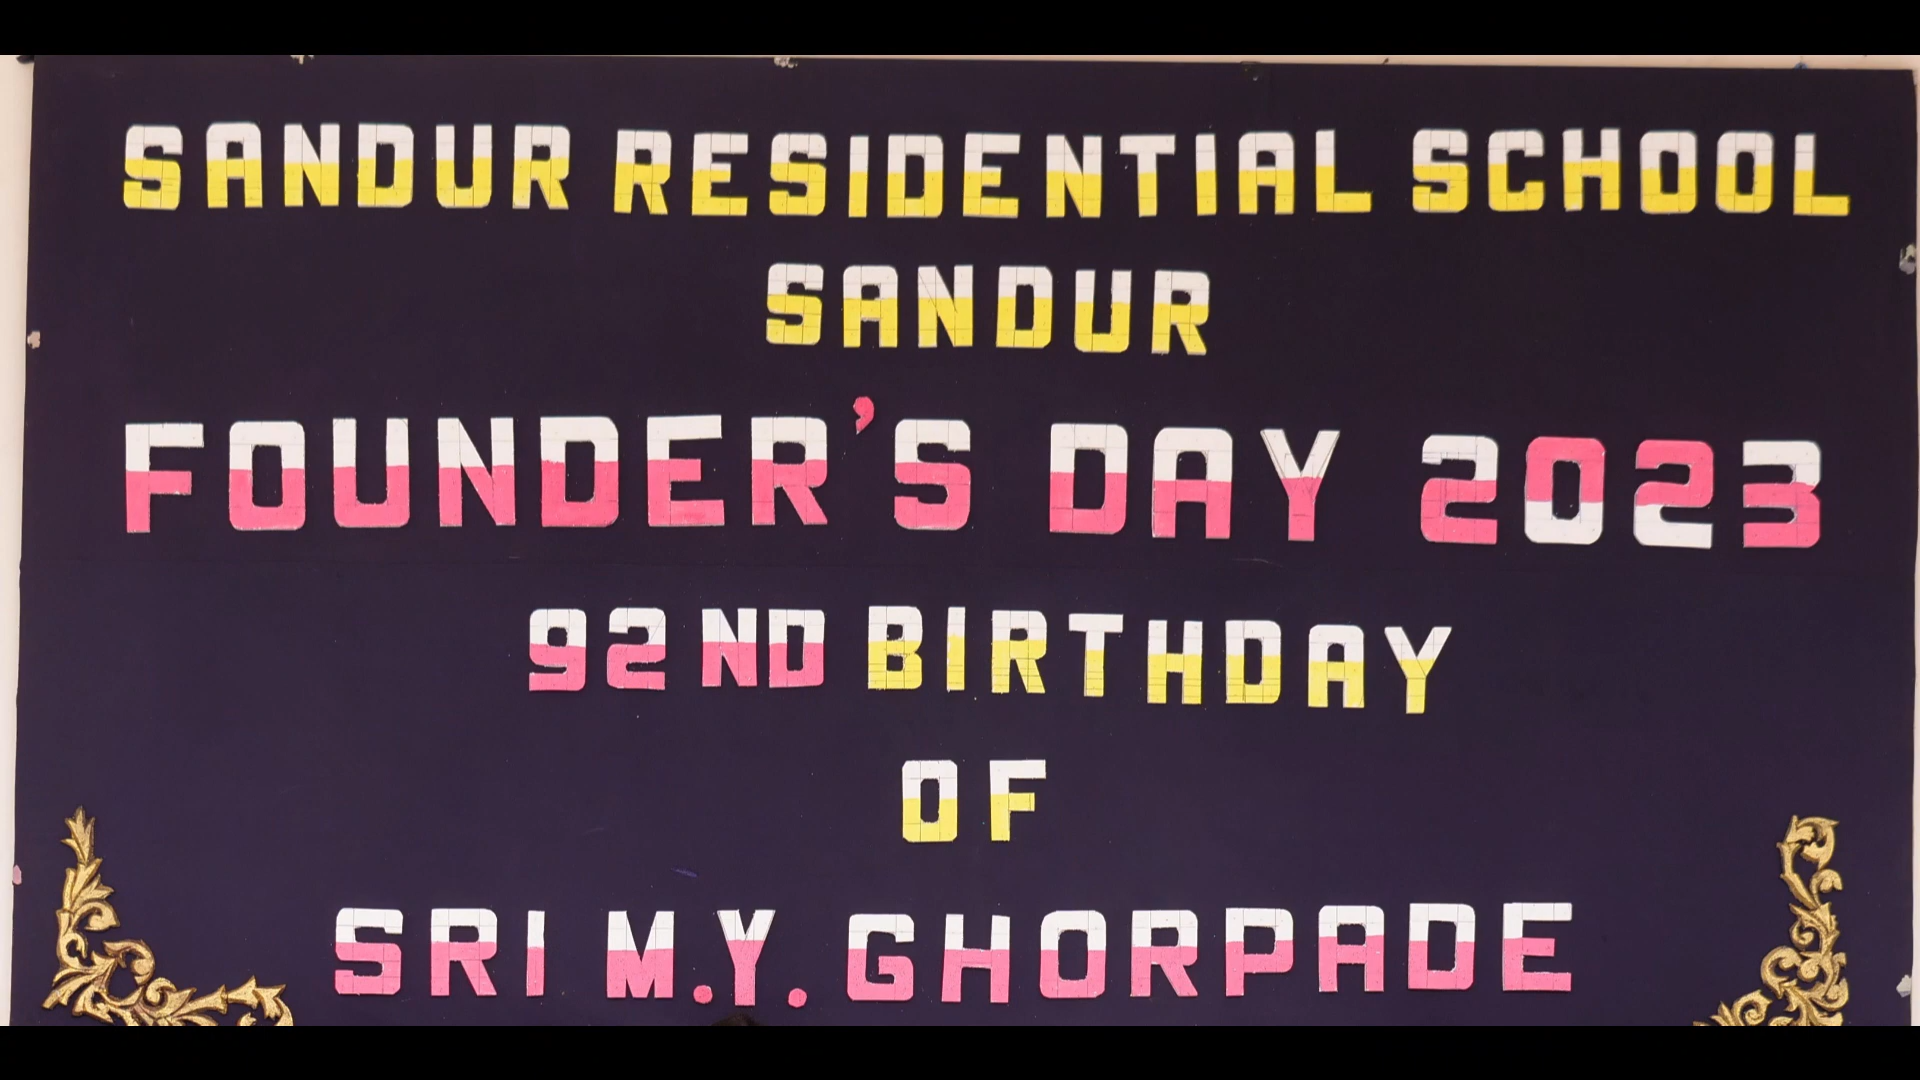 SANDUR RESIDENTIAL SCHOOL
SANDUR
FOUNDER'S DAY 2023
92ND BIRTHDAY
OF
SRI M.Y. GHORPADE